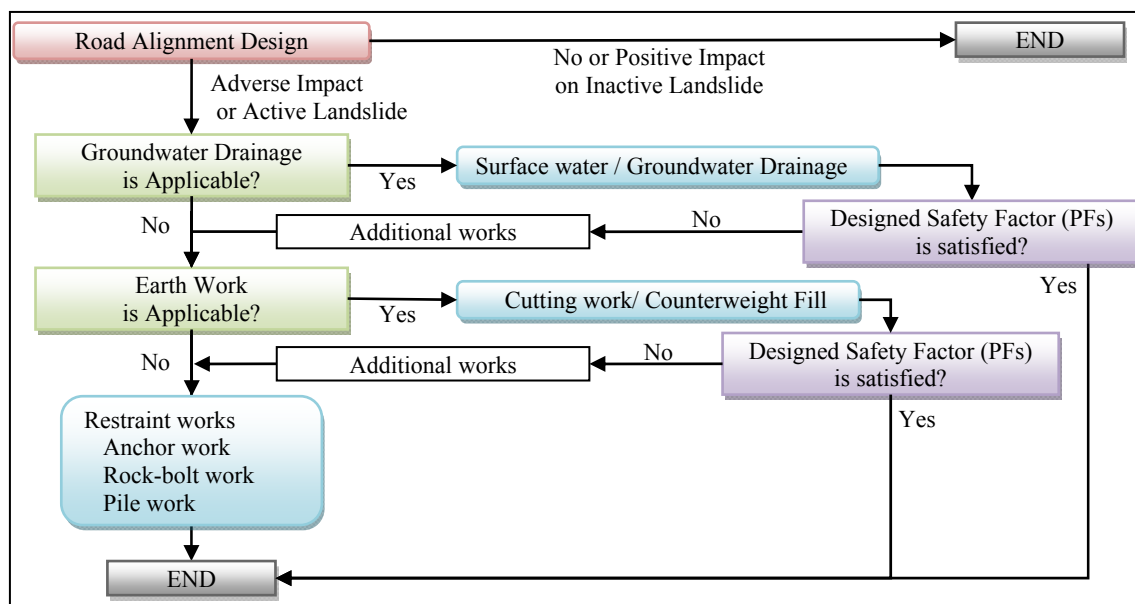 Road Alignment Design
END
No or Positive Impact
on Inactive Landslide
Adverse Impact
or Active Landslide
Groundwater Drainage
is Applicable?
Yes
Surface water / Groundwater Drainage
No
Additional works
No
Designed Safety Factor (PFs)
is satisfied?
Yes
Earth Work
is Applicable?
Yes
Cutting work/ Counterweight Fill
No
Additional works
No
Designed Safety Factor (PFs)
is satisfied?
Yes
Restraint works
Anchor work
Rock-bolt work
Pile work
END